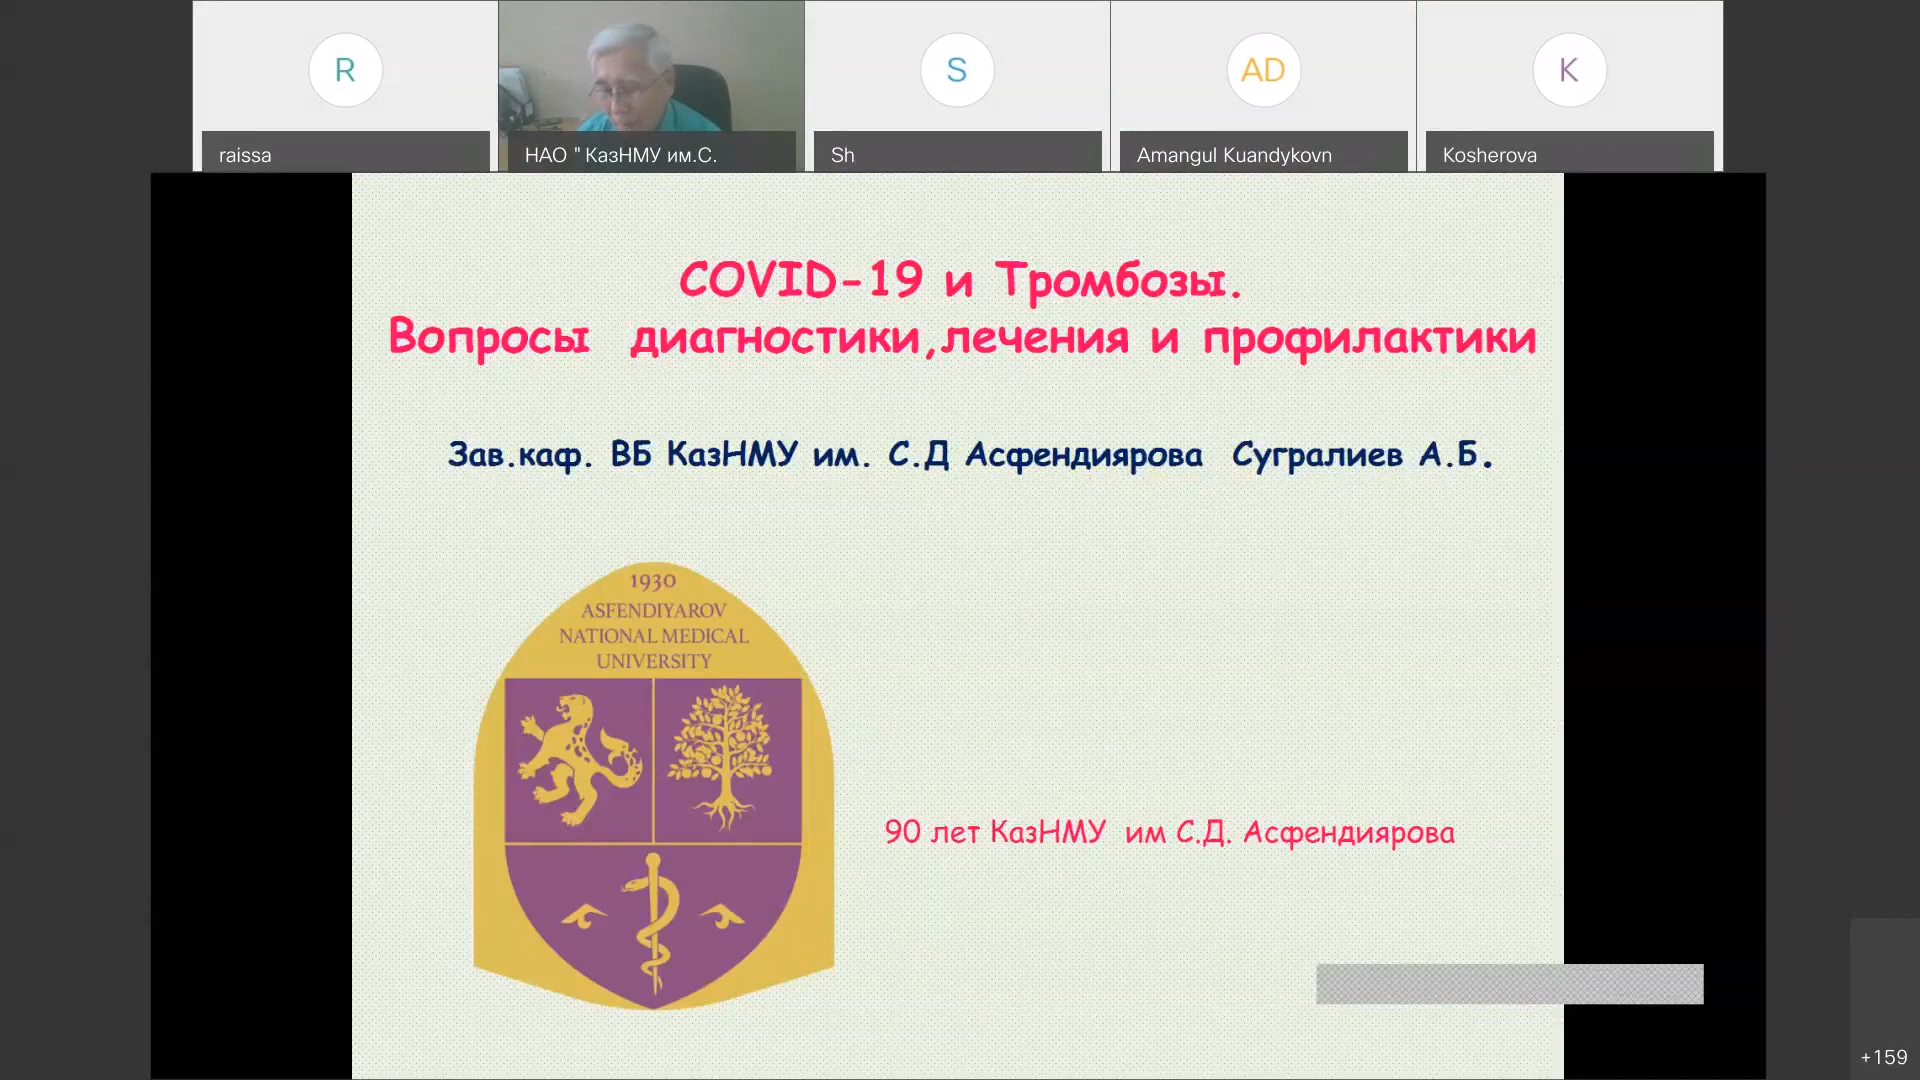 R
S
AD
K
raissa
НАО " КазНМУ им.С.
Sh
Amangul Kuandykovn
Kosherova
COVID-19 и Тромбозы.
Вопросы диагностики,лечения и профилактики
Зав.каф. ВБ КазНМУ им. С.Д Асфендиярова Сугралиев А.Б.
1930
ASFENDIYAROV
NATIONAL MEDICAL
UNIVERSITY
90 лет КазНМУ им С.Д. Асфендиярова
+159